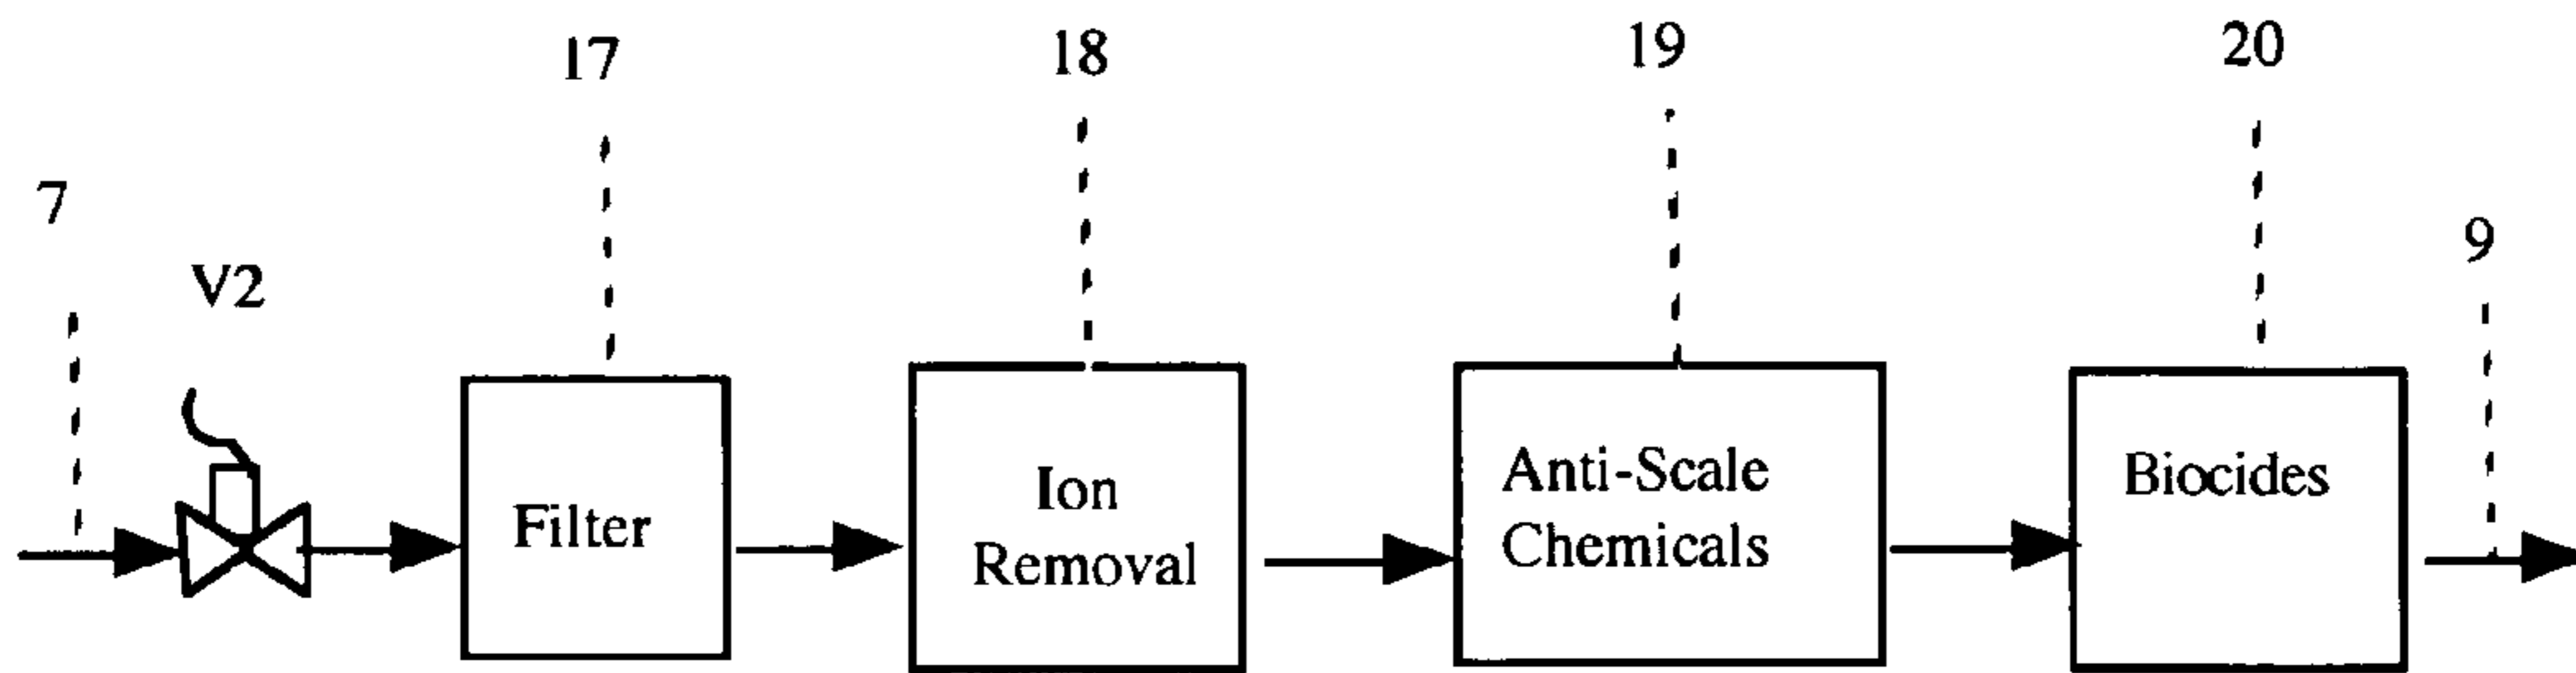 17
18
19
20
7
9
V2
Filter
Ion
Removal
Anti-Scale
Chemicals
Biocides